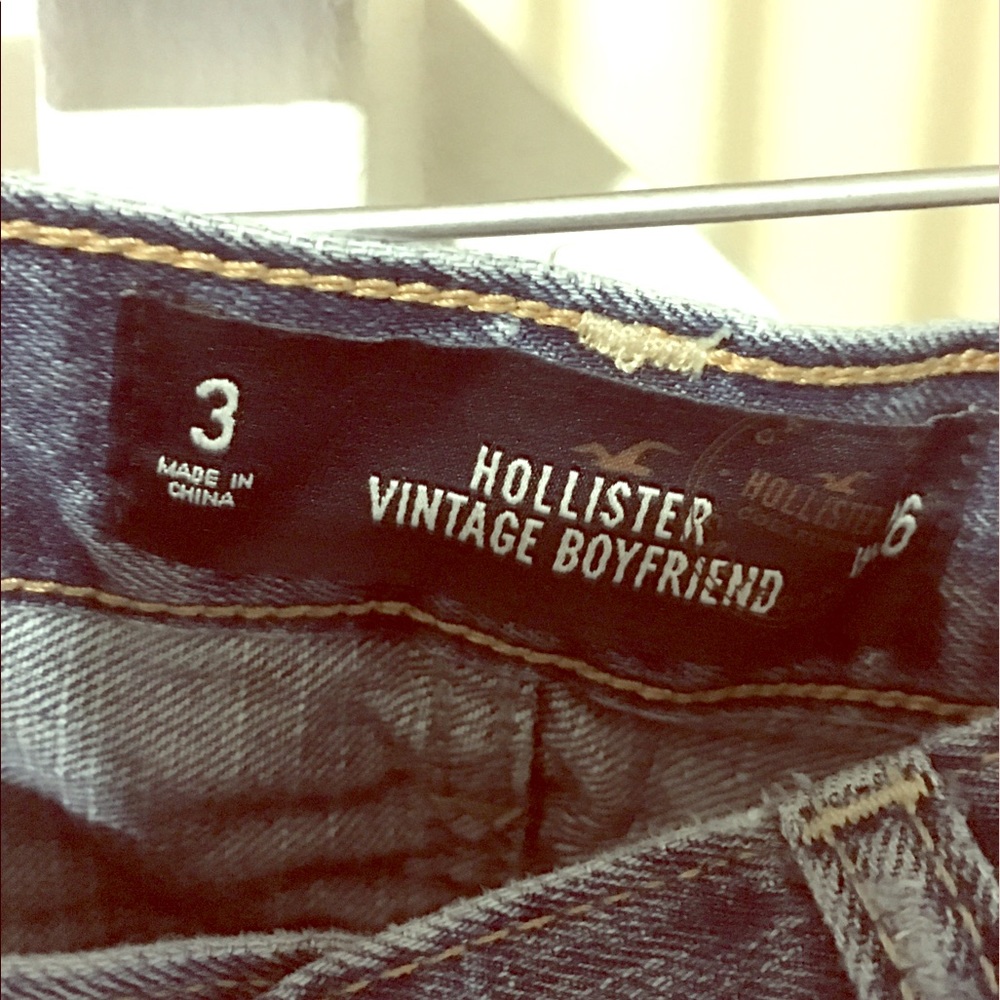 3
MADE IN
CHINA
HOLLISTER
VINTAGE BOYFRIEND
HOLLISTER